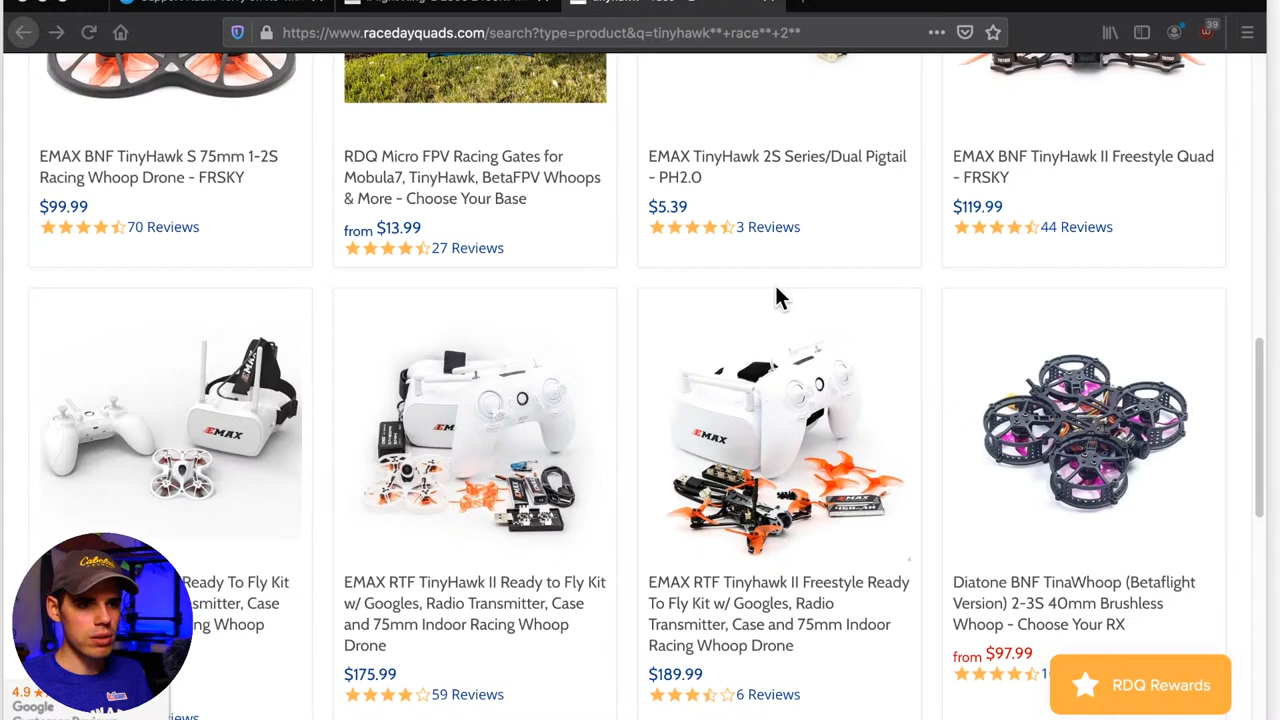 https://www.racedayquads.com/search?type=product&q=tinyhawk**+race**+2**
39
EMAX BNF TinyHawk S 75mm 1-2S
Racing Whoop Drone - FRSKY
$99.99
70 Reviews
RDQ Micro FPV Racing Gates for
Mobula7, TinyHawk, BetaFPV Whoops
& More - Choose Your Base
from $13.99
27 Reviews
EMAX TinyHawk 2S Series/Dual Pigtail
- PH2.0
$5.39
3 Reviews
EMAX BNF TinyHawk II Freestyle Quad
- FRSKY
$119.99
44 Reviews
EMAX
EMAX
EMAX
EMAX
Ready To Fly Kit
EMAX RTF TinyHawk II Ready to Fly Kit
w/ Googles, Radio Transmitter, Case
and 75mm Indoor Racing Whoop
Drone
$175.99
59 Reviews
EMAX RTF Tinyhawk II Freestyle Ready
To Fly Kit w/ Googles, Radio
Transmitter, Case and 75mm Indoor
Racing Whoop Drone
$189.99
6 Reviews
Diatone BNF TinaWhoop (Betaflight
Version) 2-3S 40mm Brushless
Whoop - Choose Your RX
from $97.99
RDQ Rewards
Cabela's
4.9
Google